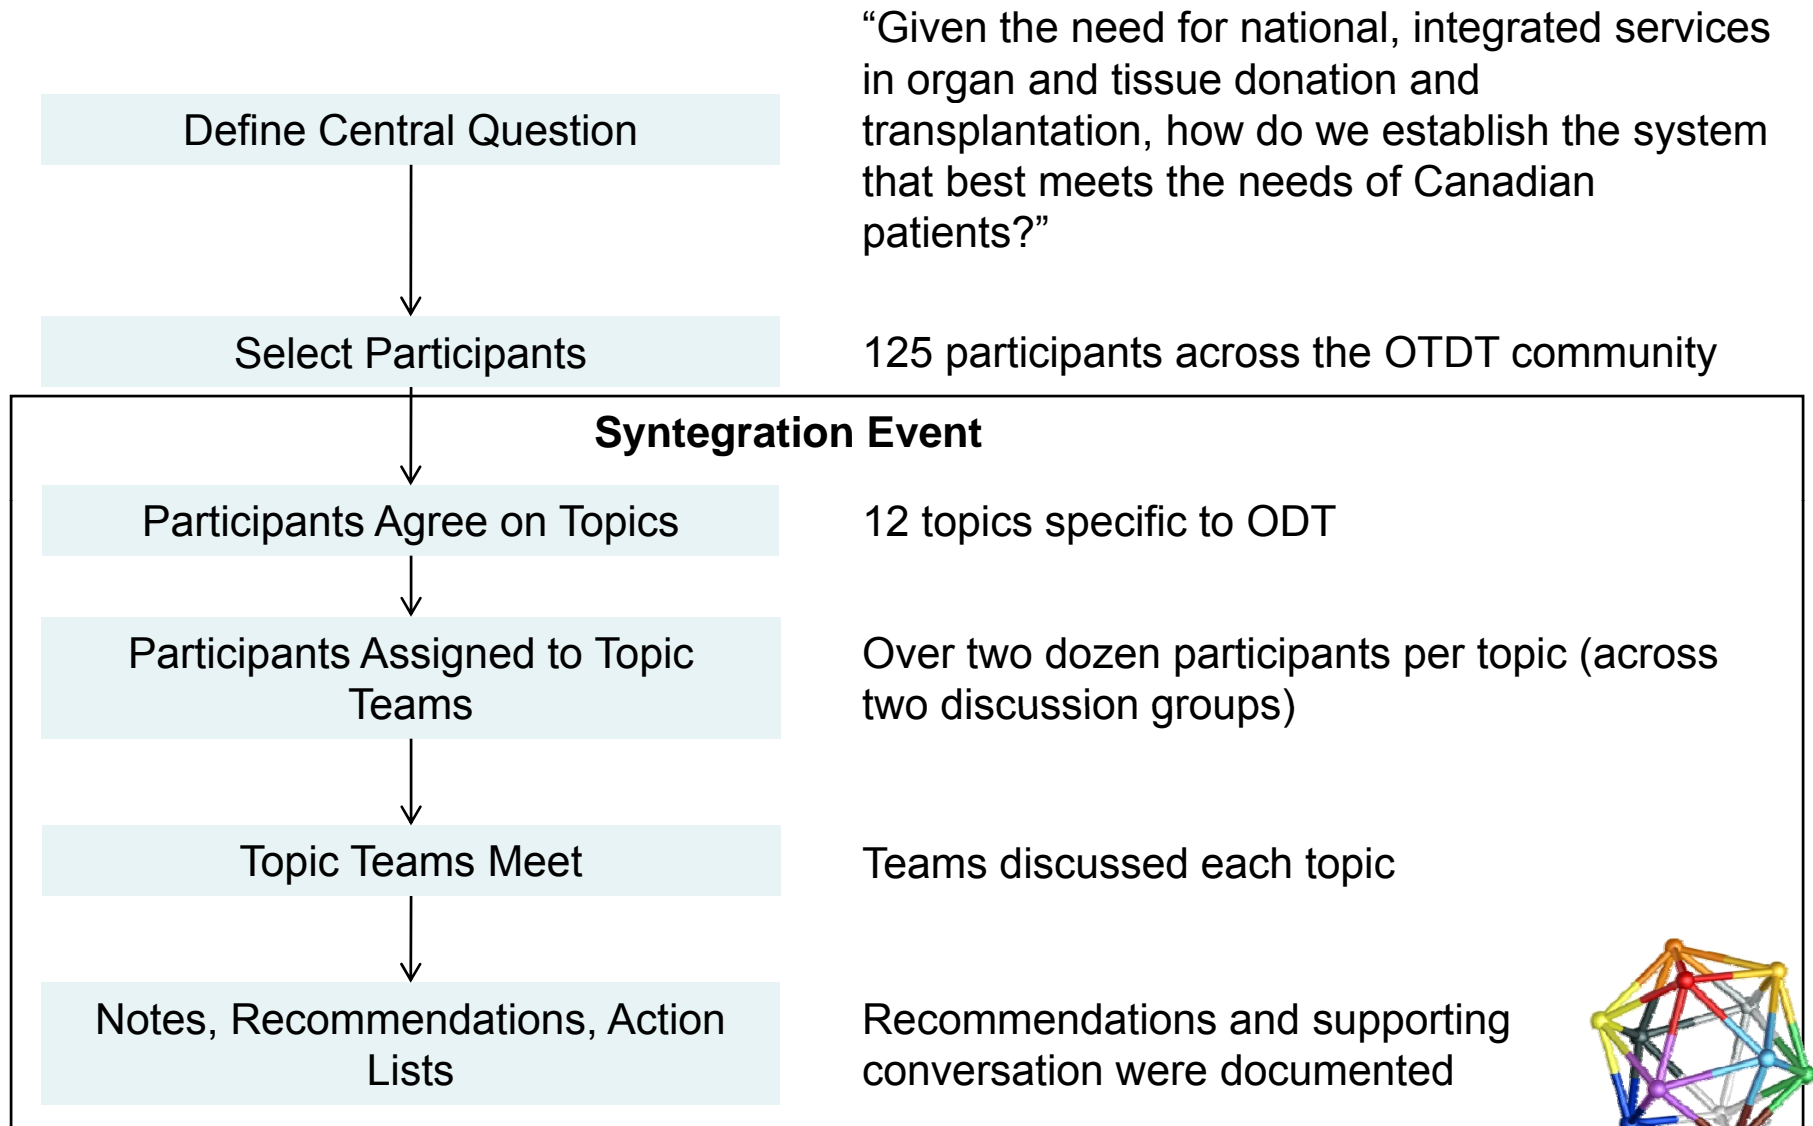 “Given the need for national, integrated services
in organ and tissue donation and
transplantation, how do we establish the system
that best meets the needs of Canadian
patients?”
Define Central Question
Select Participants
125 participants across the OTDT community
Syntegration Event
Participants Agree on Topics
12 topics specific to ODT
Participants Assigned to Topic
Teams
Over two dozen participants per topic (across
two discussion groups)
Topic Teams Meet
Teams discussed each topic
Notes, Recommendations, Action
Lists
Recommendations and supporting
conversation were documented